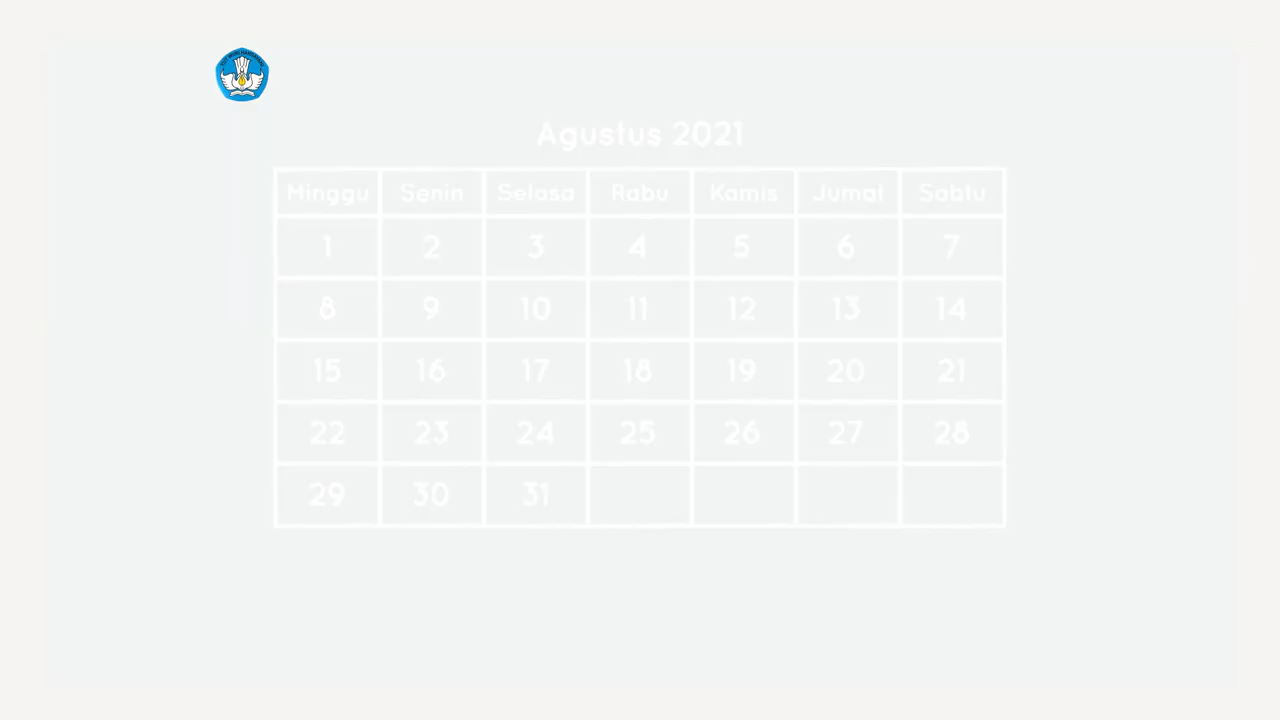 Agustus 2021
Minggu Senin Selasa Rabu Kamis Jumat Sabtu
1 2 3 4 5 6 7
8 9 10 11 12 13 14
15 16 17 18 19 20 21
22 23 24 25 26 27 28
29 30 31